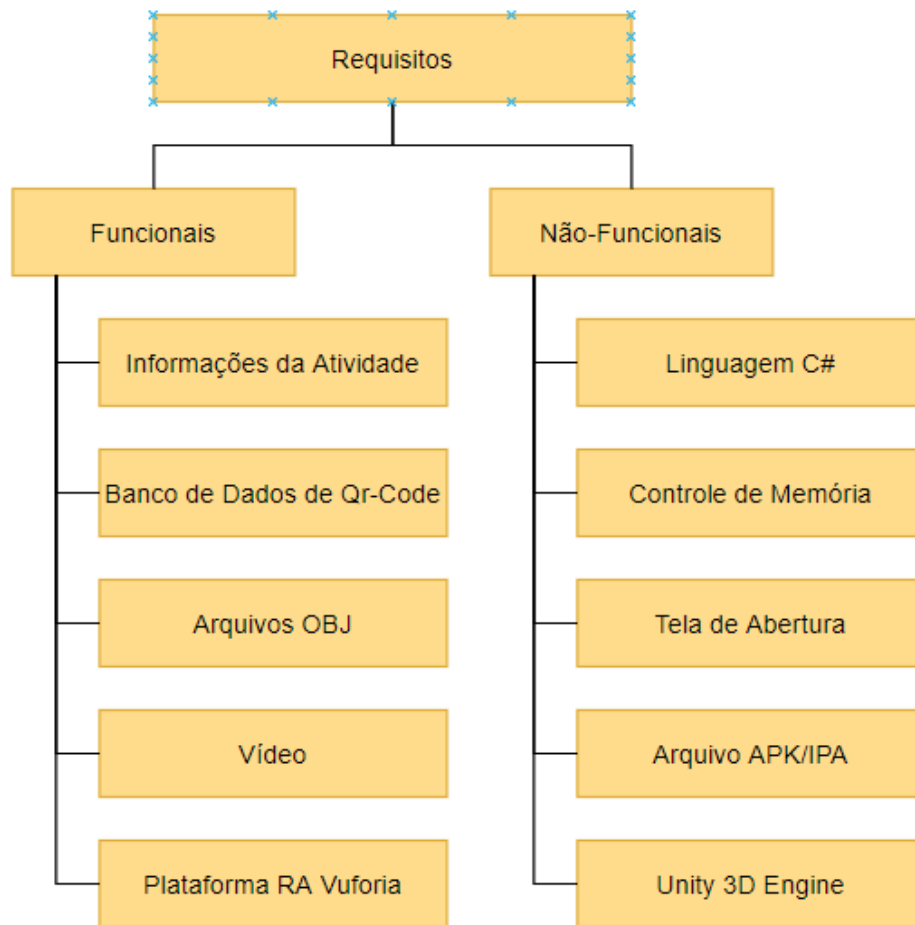 Requisitos
Funcionais
Não-Funcionais
Informações da Atividade
Linguagem C#
Banco de Dados de Qr-Code
Controle de Memória
Arquivos OBJ
Tela de Abertura
Vídeo
Arquivo APK/IPA
Plataforma RA Vuforia
Unity 3D Engine